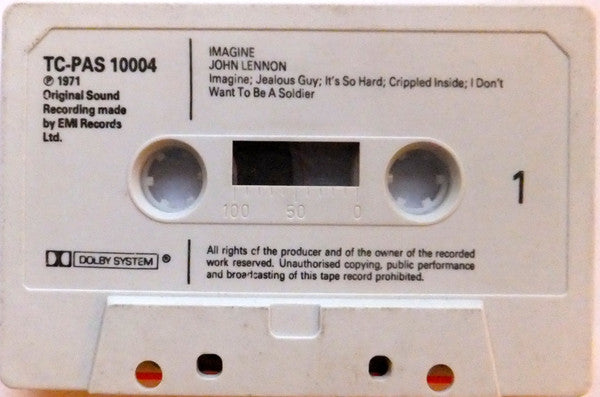 TC-PAS 10004
Ⓟ 1971
Original Sound
Recording made
by EMI Records
Ltd.
IMAGINE
JOHN LENNON
Imagine; Jealous Guy; It's So Hard; Crippled Inside; I Don't
Want To Be A Soldier
1
100 50 0
DOLBY SYSTEM ®
All rights of the producer and of the owner of the recorded
work reserved. Unauthorised copying, public performance
and broadcasting of this tape record prohibited.